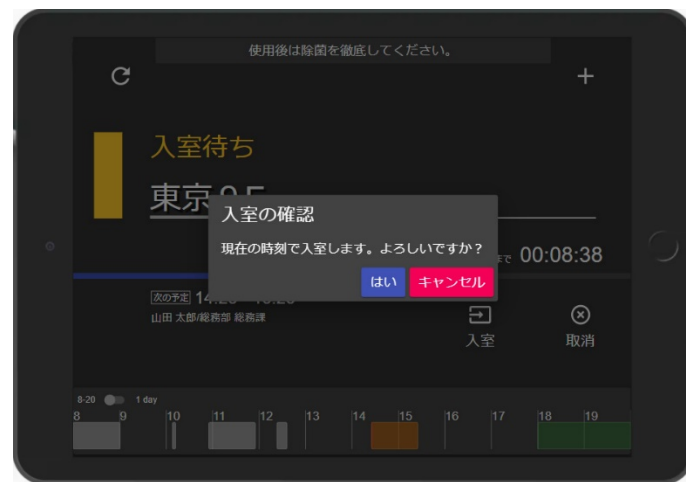 使用後は除菌を徹底してください。
入室待ち
東京
入室の確認
現在の時刻で入室します。よろしいですか？
まで 00:08:38
はい キャンセル
次の予定
山田 太郎/総務部 総務課
入室 取消
8-20 1 day
8 9 10 11 12 13 14 15 16 17 18 19